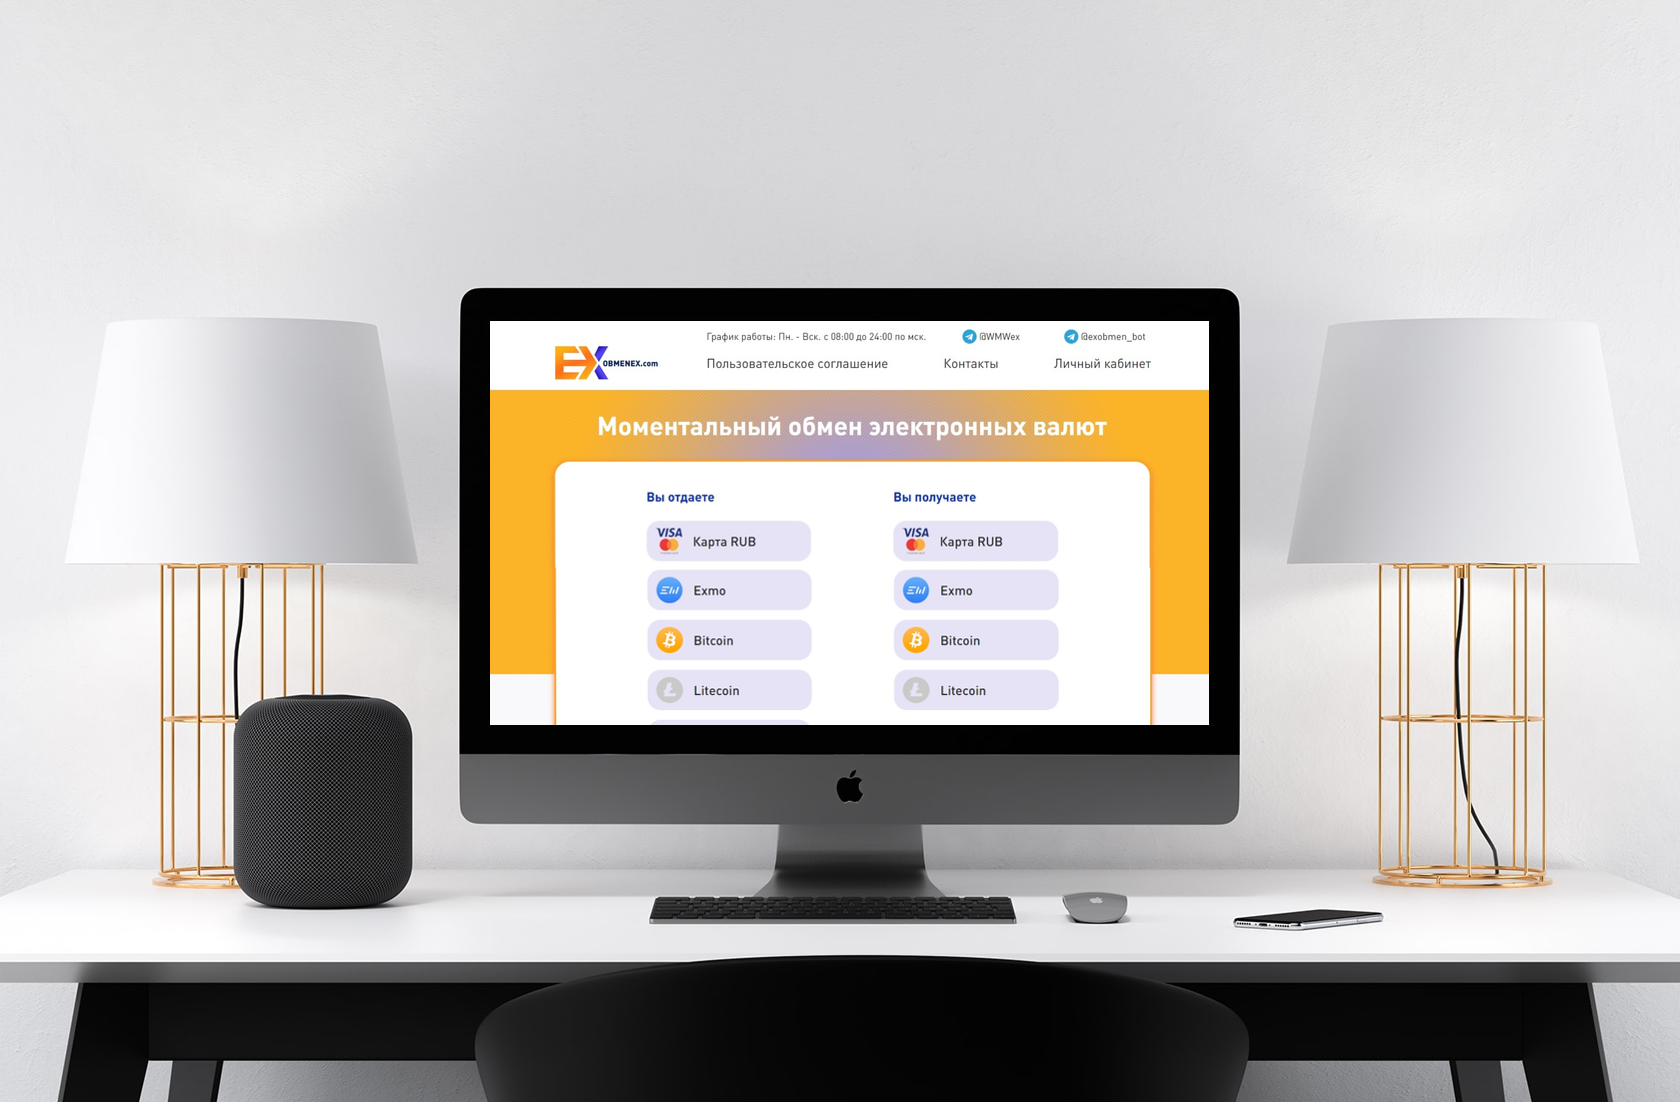 График работы: Пн. - Вск. с 08:00 до 24:00 по мск.
@WMWex
@exobmen_bot
EX OBMENEX.com
Пользовательское соглашение
Контакты
Личный кабинет
Моментальный обмен электронных валют
Вы отдаете
Вы получаете
VISA Карта RUB
VISA Карта RUB
Exmo
Exmo
Bitcoin
Bitcoin
Litecoin
Litecoin